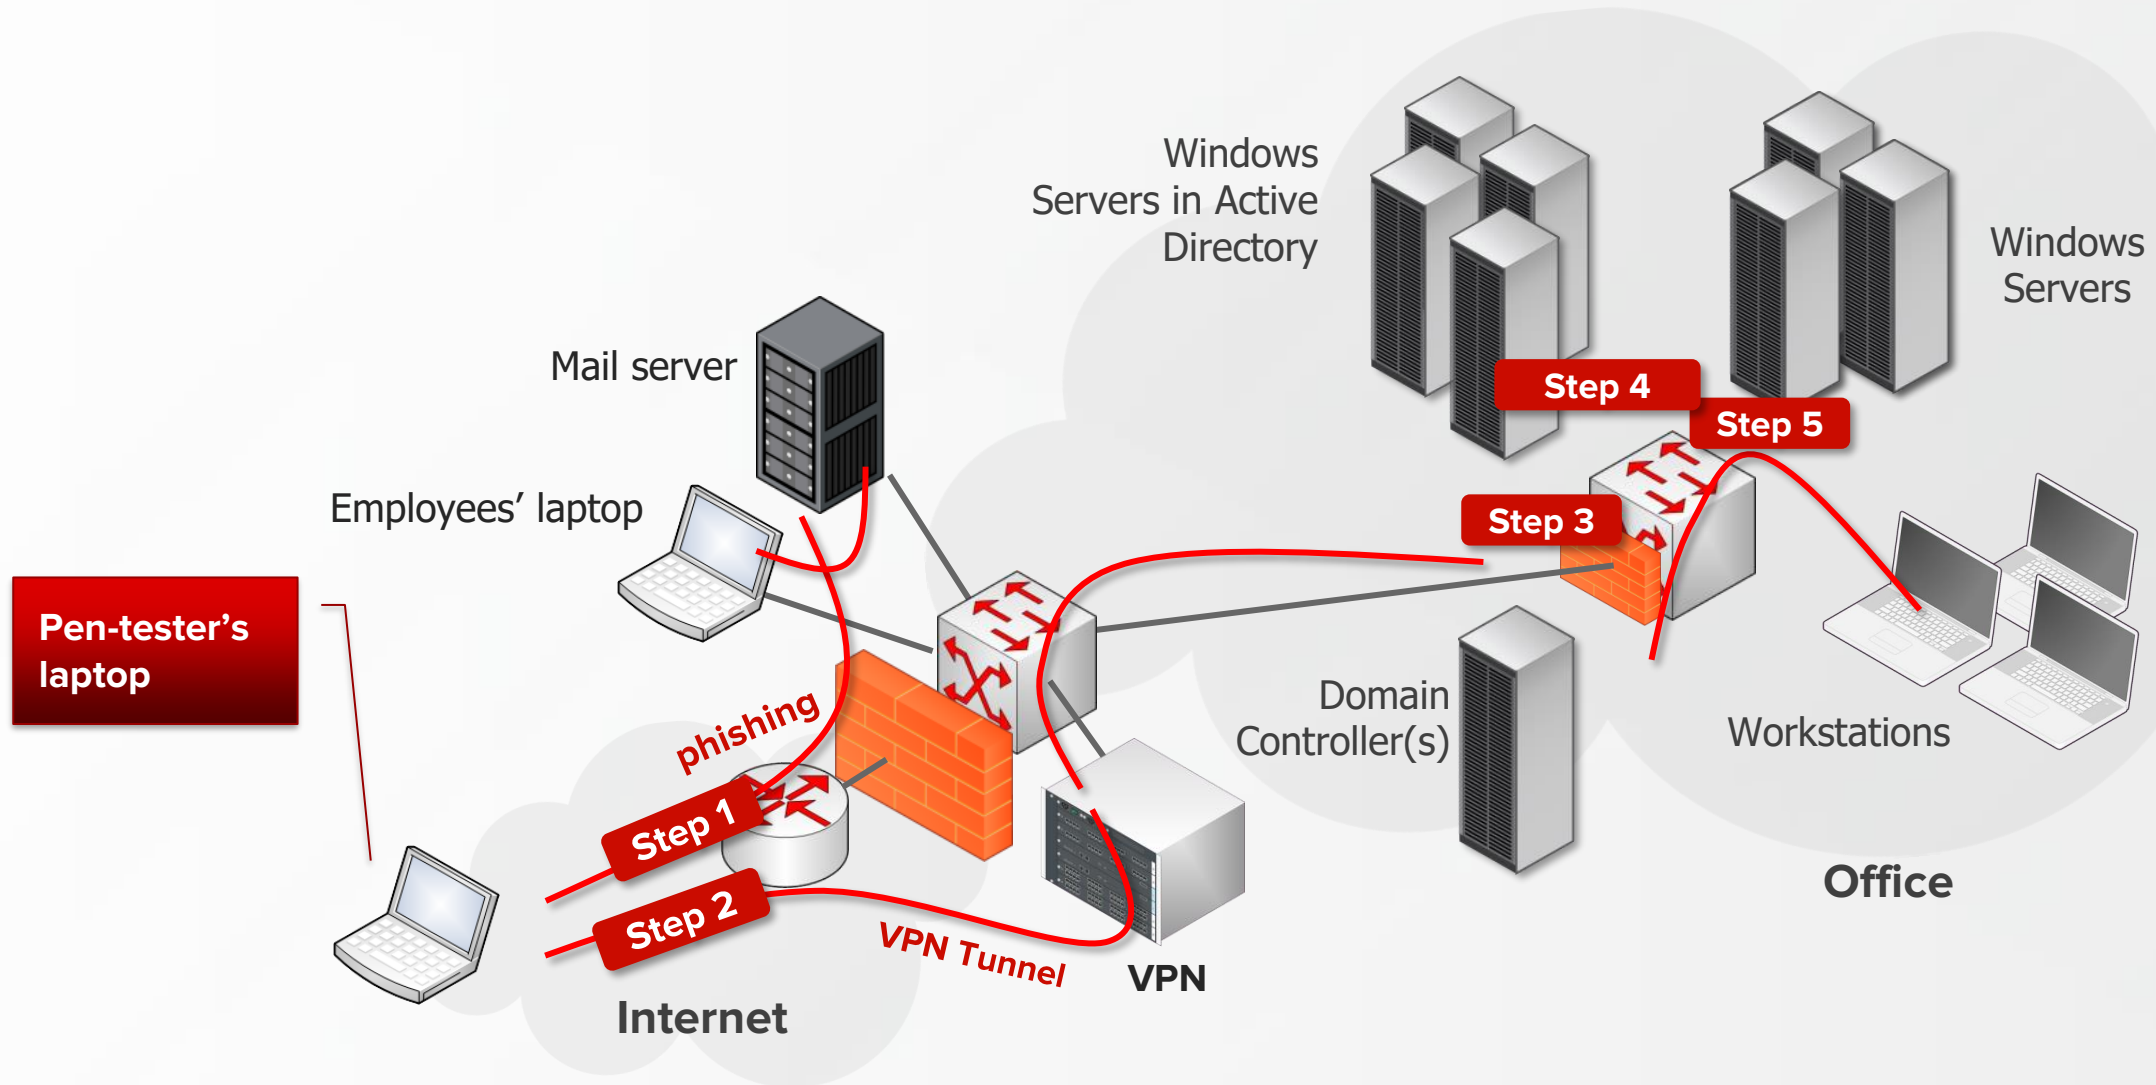 Windows
Servers in Active
Directory
Windows
Servers
Mail server
Step 4
Step 5
Employees’ laptop
Step 3
Pen-tester’s
laptop
phishing
Domain
Controller(s)
Workstations
Step 1
Step 2
VPN Tunnel
VPN
Office
Internet